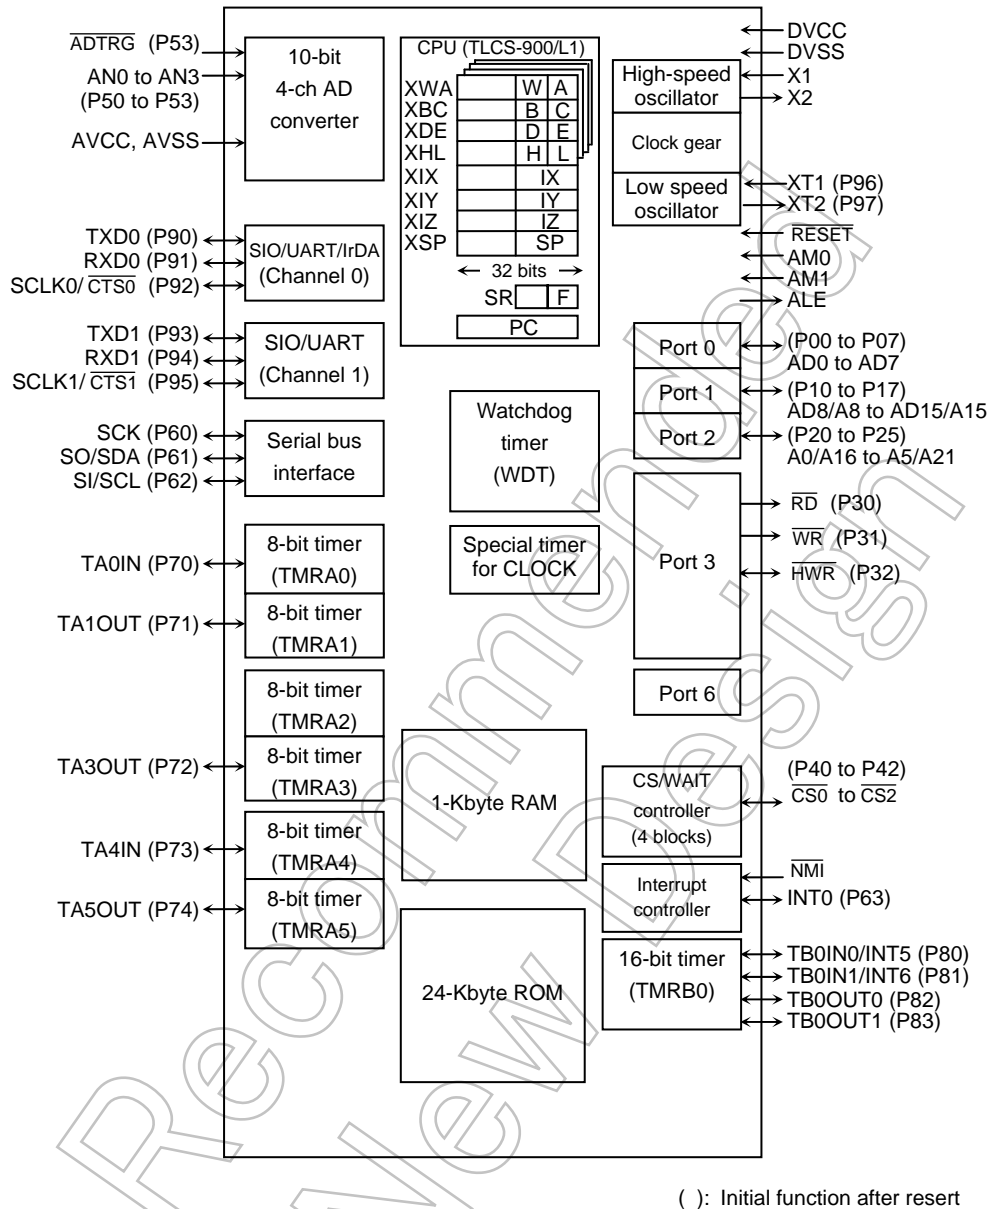 ADTRG (P53)
AN0 to AN3
(P50 to P53)
AVCC, AVSS
10-bit
4-ch AD
converter
TXD0 (P90)
RXD0 (P91)
SCLK0/ CTS0 (P92)
SIO/UART/IrDA
(Channel 0)
TXD1 (P93)
RXD1 (P94)
SCLK1/ CTS1 (P95)
SIO/UART
(Channel 1)
SCK (P60)
SO/SDA (P61)
SI/SCL (P62)
Serial bus
interface
TA0IN (P70)
8-bit timer
(TMRA0)
TA1OUT (P71)
8-bit timer
(TMRA1)
8-bit timer
(TMRA2)
TA3OUT (P72)
8-bit timer
(TMRA3)
TA4IN (P73)
8-bit timer
(TMRA4)
TA5OUT (P74)
8-bit timer
(TMRA5)
CPU (TLCS-900/L1)
XWA W A
XBC B C
XDE D E
XHL H L
XIX IX
XIY IY
XIZ IZ
XSP SP
32 bits
SR F
PC
Watchdog
timer
(WDT)
Special timer
for CLOCK
1-Kbyte RAM
24-Kbyte ROM
DVCC
DVSS
High-speed
oscillator
X1
X2
Clock gear
Low speed
oscillator
XT1 (P96)
XT2 (P97)
RESET
AM0
AM1
ALE
Port 0
(P00 to P07)
AD0 to AD7
Port 1
(P10 to P17)
AD8/A8 to AD15/A15
Port 2
(P20 to P25)
A0/A16 to A5/A21
Port 3
RD (P30)
WR (P31)
HWR (P32)
Port 6
CS/WAIT
controller
(4 blocks)
(P40 to P42)
CS0 to CS2
Interrupt
controller
NMI
INT0 (P63)
16-bit timer
(TMRB0)
TB0IN0/INT5 (P80)
TB0IN1/INT6 (P81)
TB0OUT0 (P82)
TB0OUT1 (P83)
( ): Initial function after resert
Recommended
New Design